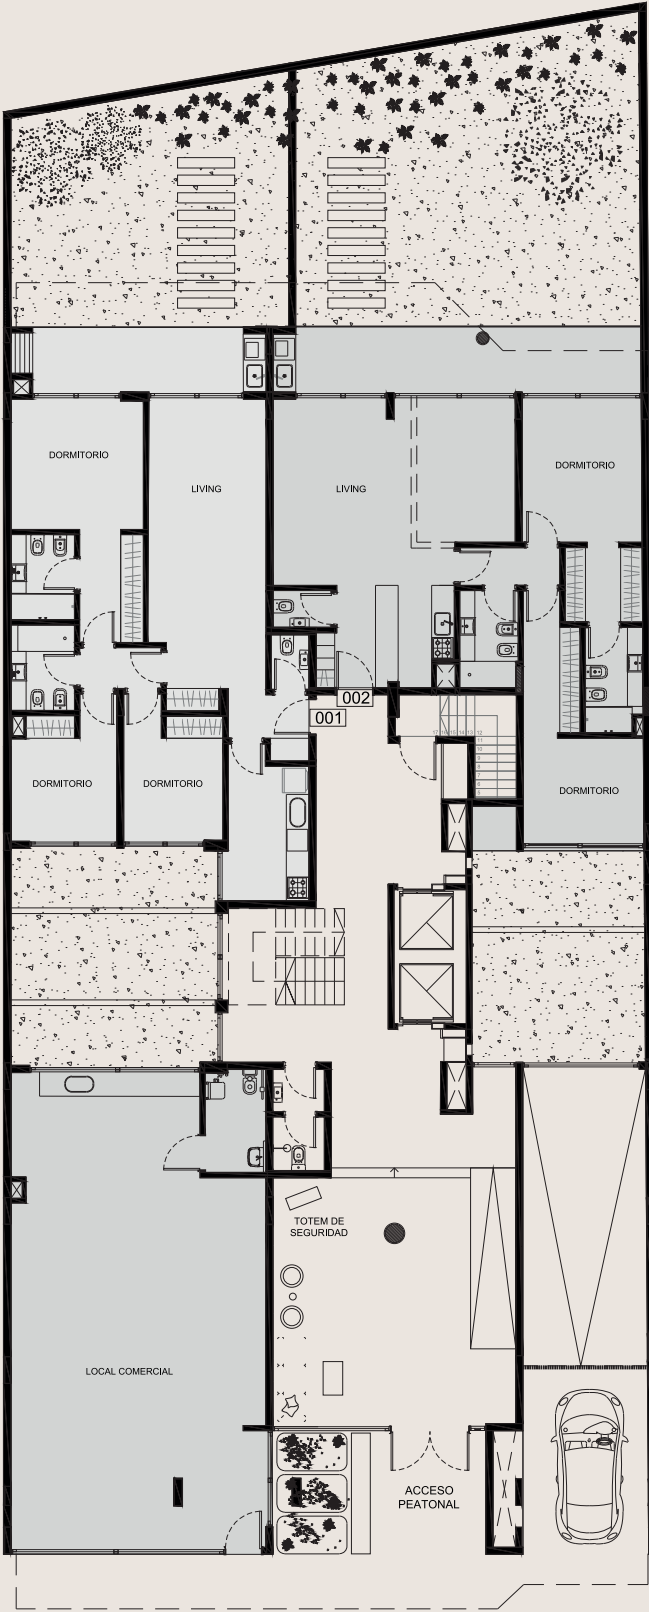 DORMITORIO
LIVING
LIVING
DORMITORIO
002
001
DORMITORIO
DORMITORIO
DORMITORIO
TOTEM DE
SEGURIDAD
LOCAL COMERCIAL
ACCESO
PEATONAL